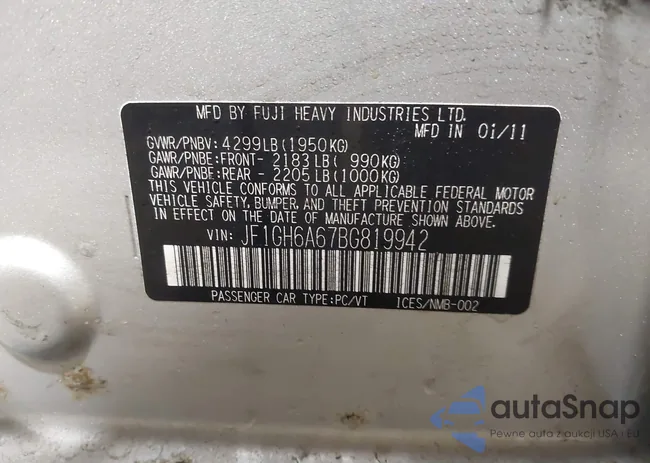 MFD BY FUJI HEAVY INDUSTRIES LTD.
MFD IN 01/11
GVWR/PNBV: 4299LB(1950KG)
GAWR/PNBE:FRONT- 2183LB( 990KG)
GAWR/PNBE:REAR - 2205LB(1000KG)
THIS VEHICLE CONFORMS TO ALL APPLICABLE FEDERAL MOTOR
VEHICLE SAFETY, BUMPER, AND THEFT PREVENTION STANDARDS
IN EFFECT ON THE DATE OF MANUFACTURE SHOWN ABOVE.
VIN: JF1GH6A67BG819942
PASSENGER CAR TYPE:PC/VT ICES/NMB-002
autaSnap
Pewne auta z aukcji USA i EU